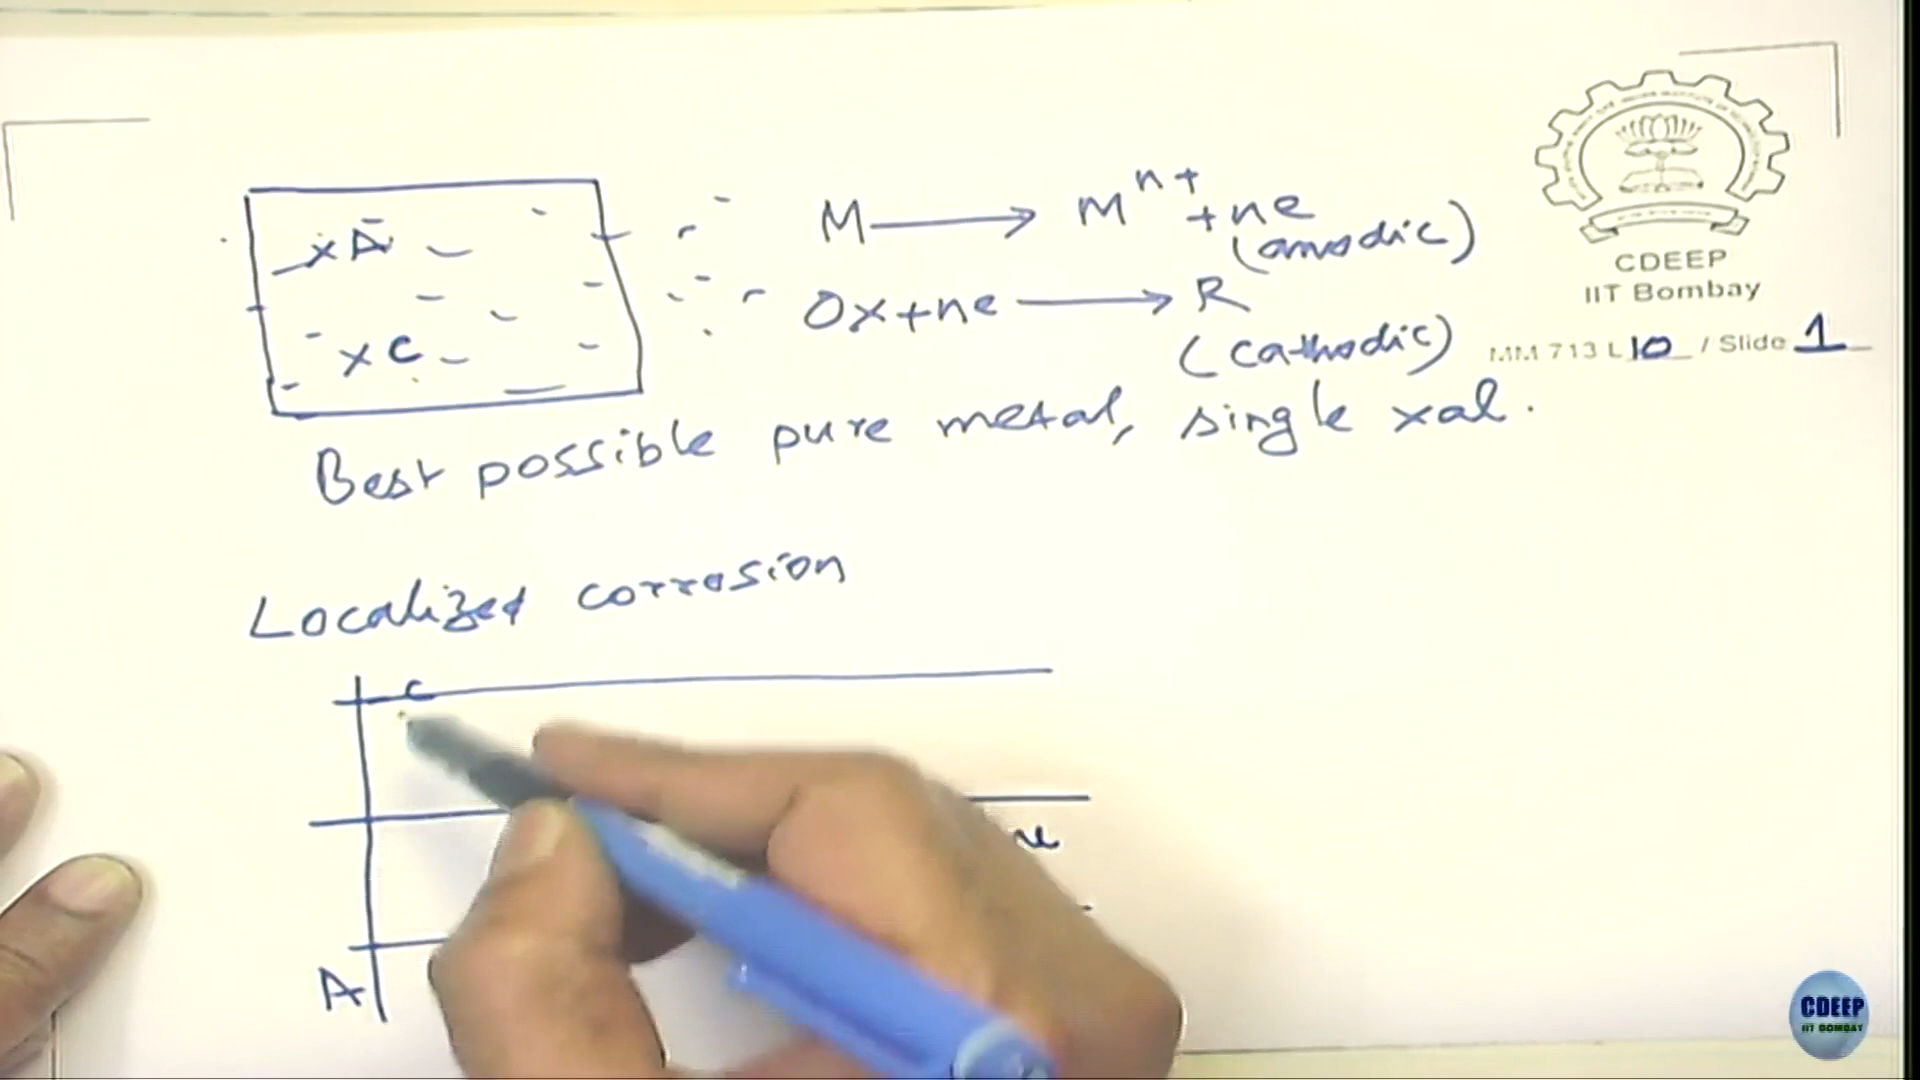 xA
M → Mⁿ⁺ + ne
(anodic)
Ox + ne → R
(Cathodic)
x C
CDEEP
IIT Bombay
MM 713 L 10 / Slide 1
Best possible pure metal, single xal.
Localized corrosion
C
A
CDEEP
IIT BOMBAY